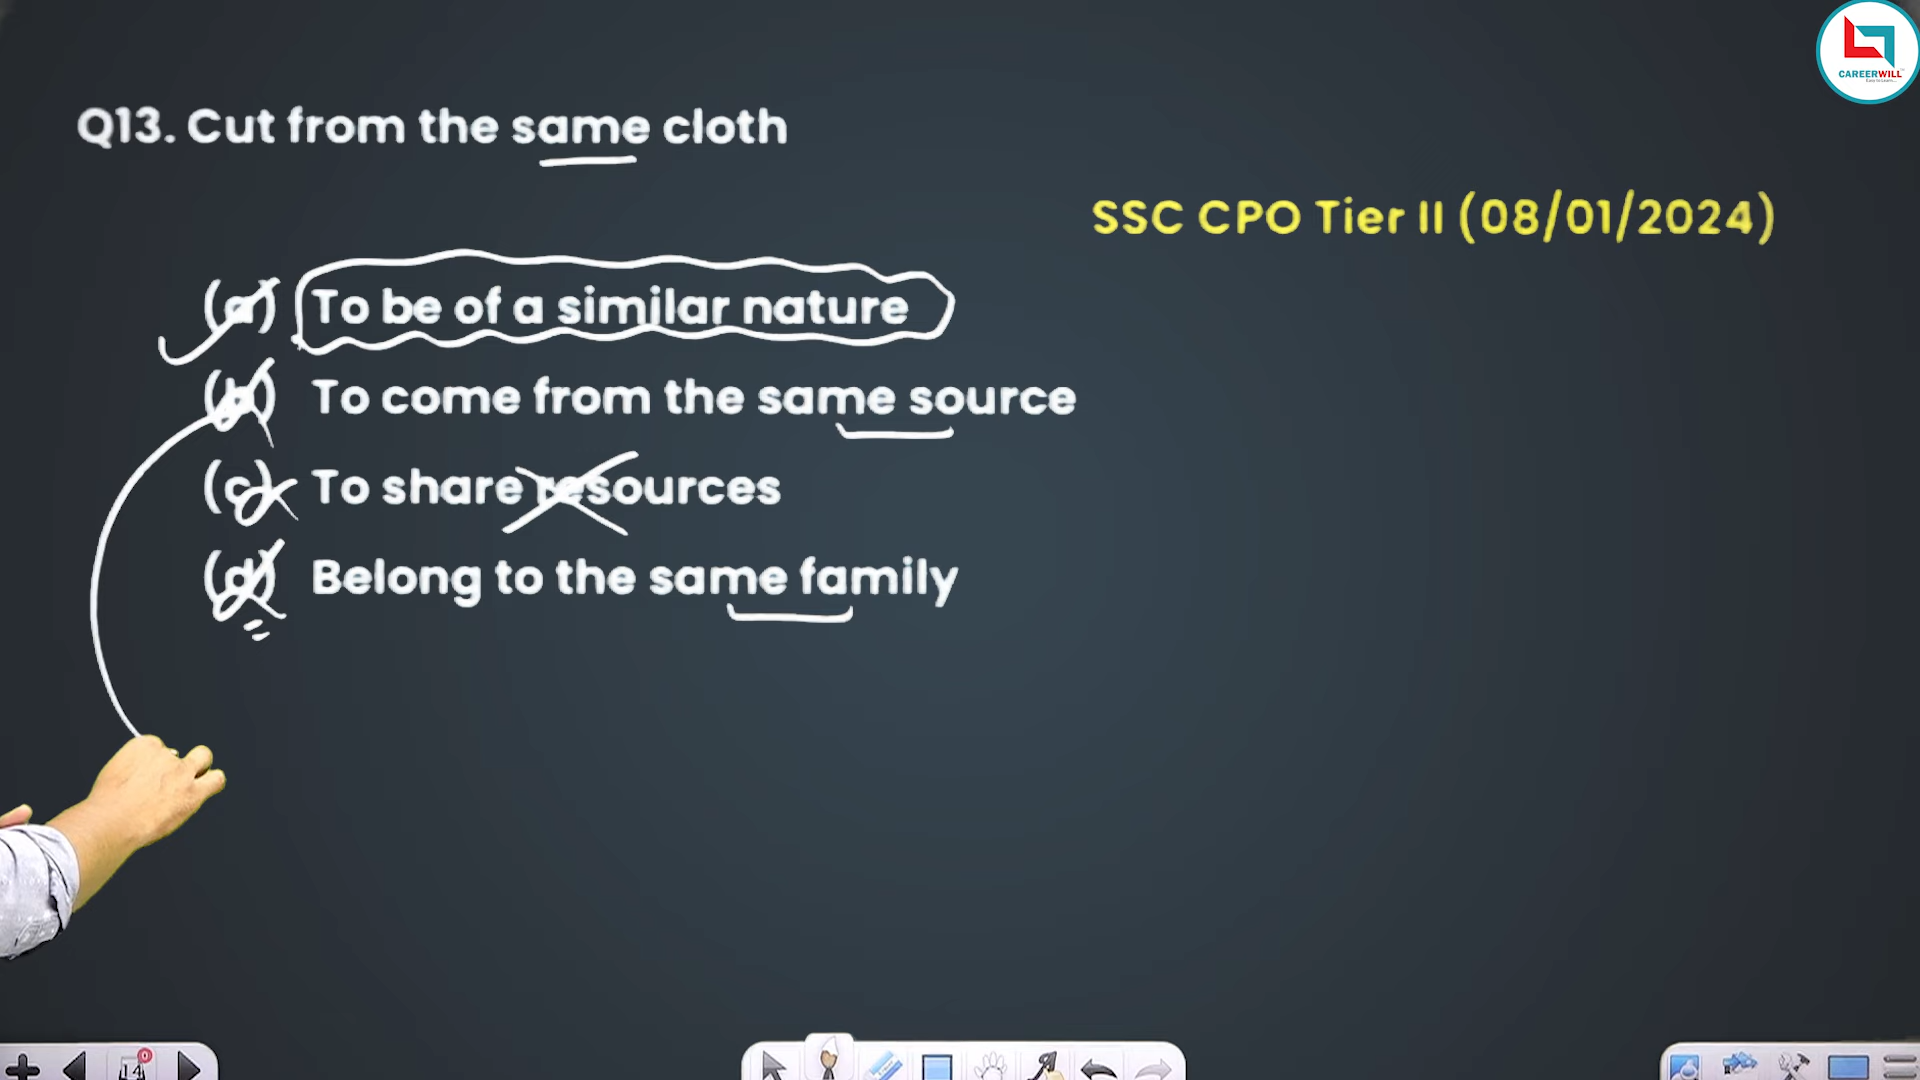 CAREERWILL
Q13. Cut from the same cloth
SSC CPO Tier II (08/01/2024)
(a) To be of a similar nature
(b) To come from the same source
(c) To share resources
(d) Belong to the same family
14